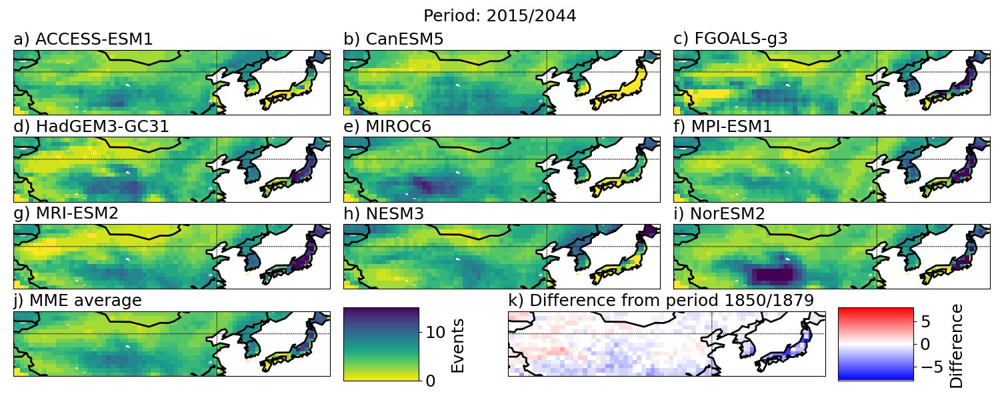 Period: 2015/2044
a) ACCESS-ESM1
b) CanESM5
c) FGOALS-g3
d) HadGEM3-GC31
e) MIROC6
f) MPI-ESM1
g) MRI-ESM2
h) NESM3
i) NorESM2
j) MME average
k) Difference from period 1850/1879
10
0
Events
5
0
−5
Difference